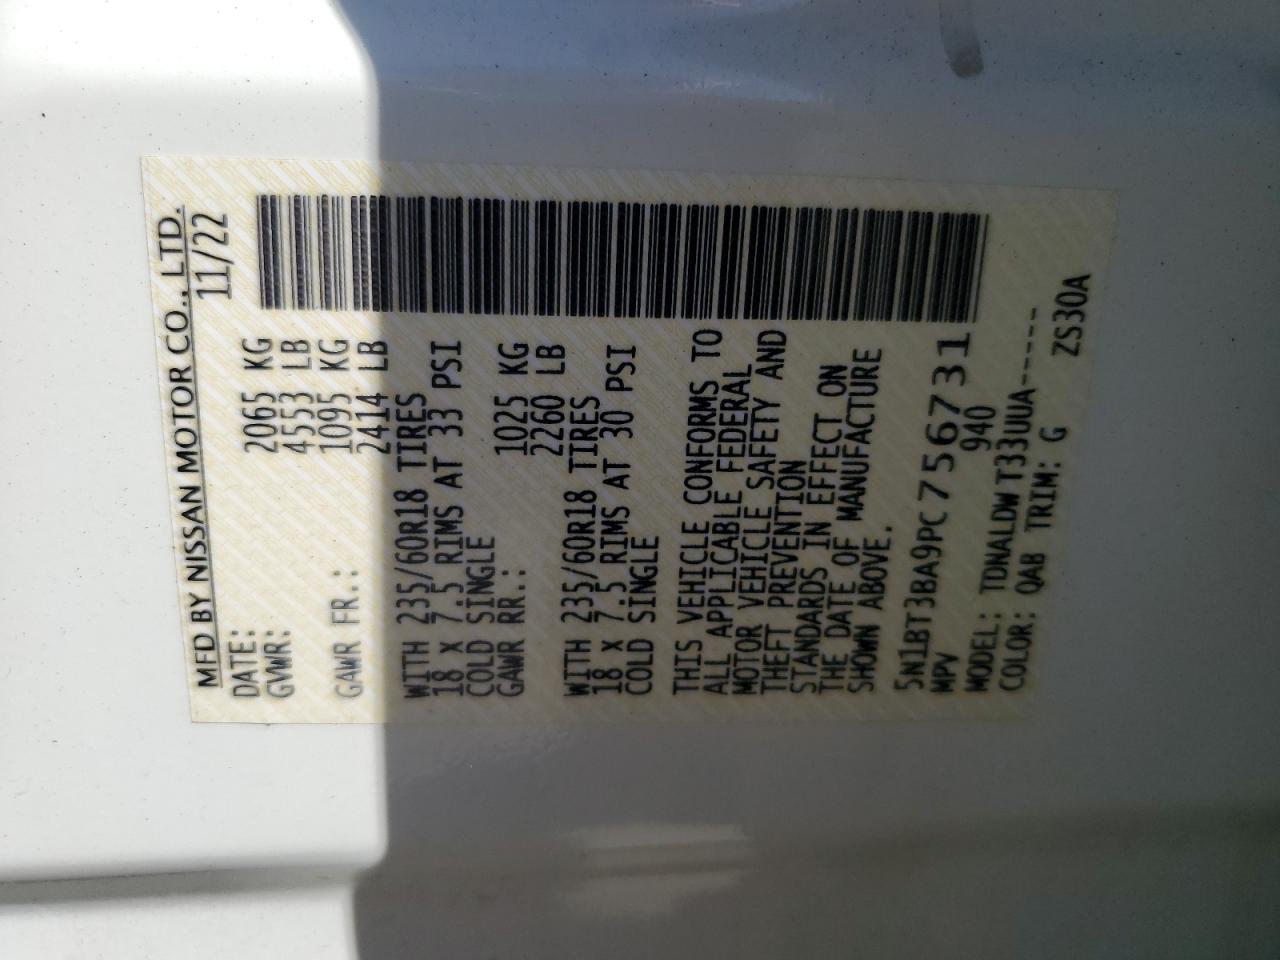 MFD BY NISSAN MOTOR CO., LTD.
DATE: 11/22
GVWR: 2065 KG
4553 LB
GAWR FR.: 1095 KG
2414 LB
WITH 235/60R18 TIRES
18 X 7.5 RIMS AT 33 PSI
COLD SINGLE
GAWR RR.: 1025 KG
2260 LB
WITH 235/60R18 TIRES
18 X 7.5 RIMS AT 30 PSI
COLD SINGLE
THIS VEHICLE CONFORMS TO
ALL APPLICABLE FEDERAL
MOTOR VEHICLE SAFETY AND
THEFT PREVENTION
STANDARDS IN EFFECT ON
THE DATE OF MANUFACTURE
SHOWN ABOVE.
5N1BT3BA9PC756731
MPV 940
MODEL: TDNALDWT33UUA-----
COLOR: QAB TRIM: G ZS30A